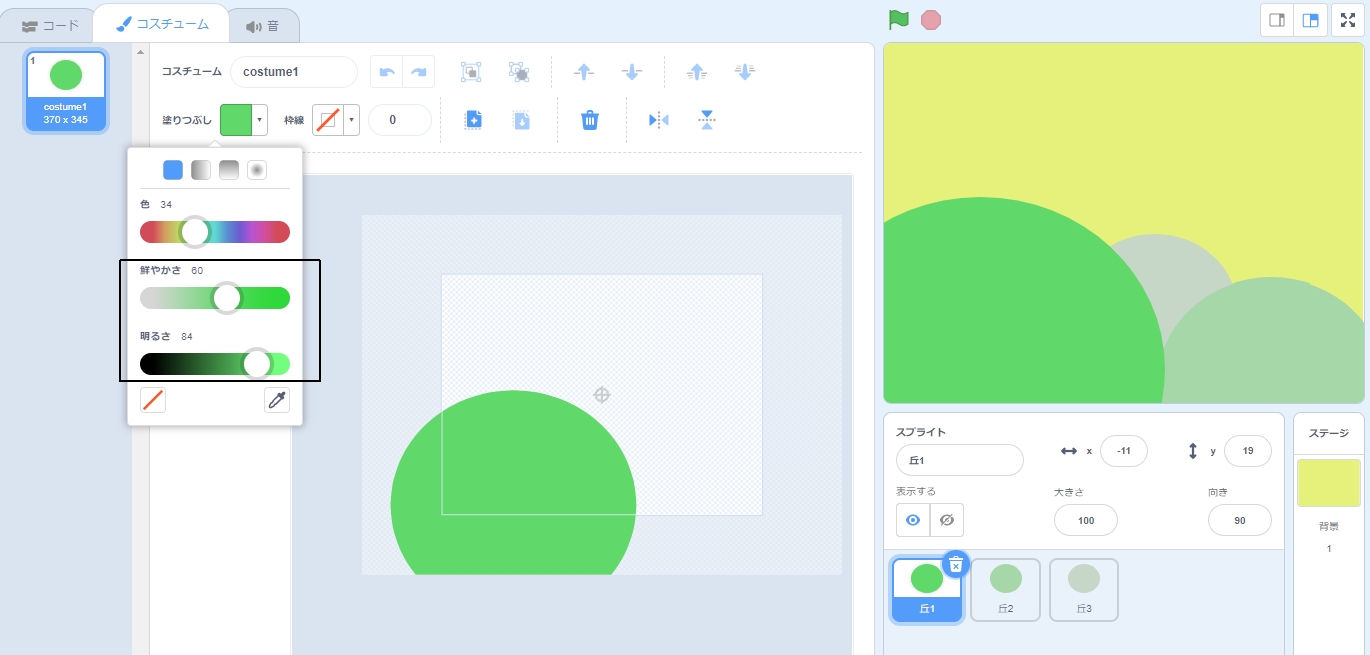 コード
コスチューム
音
1
costume1
370 x 345
コスチューム
costume1
塗りつぶし
枠線
0
色 34
鮮やかさ 60
明るさ 84
スプライト
丘1
x
-11
y
19
表示する
大きさ
100
向き
90
丘1
丘2
丘3
ステージ
背景
1